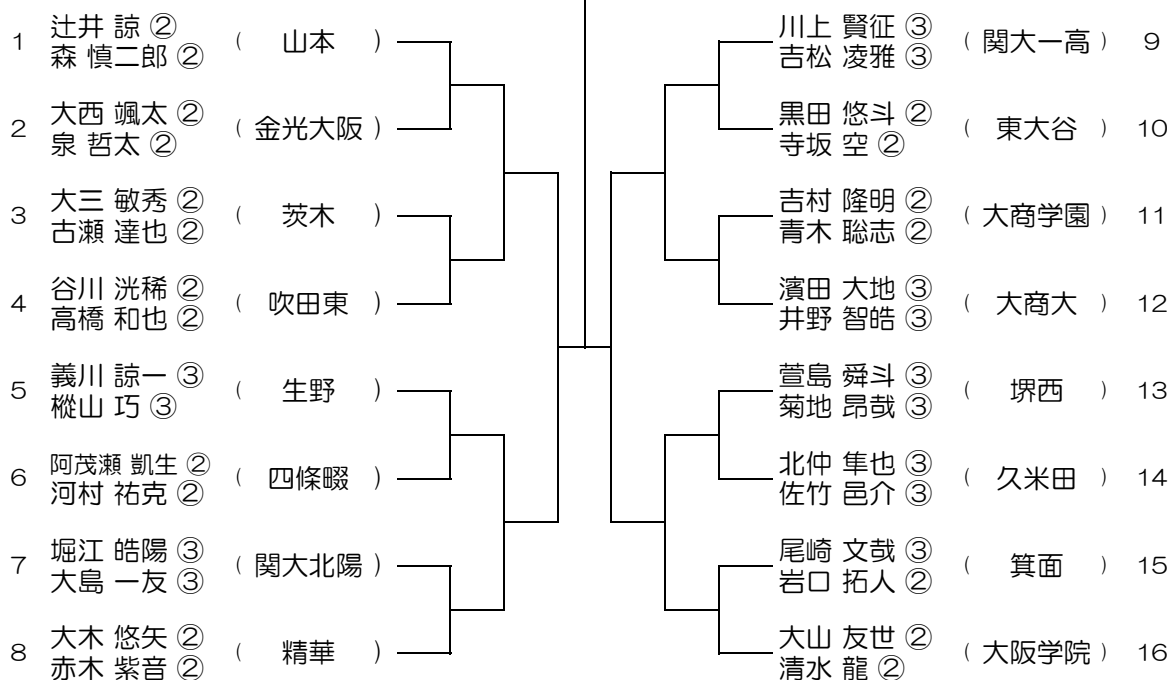 1 辻井 諒 ② ( 山本 )
森 慎二郎 ②
2 大西 颯太 ② ( 金光大阪 )
泉 哲太 ②
3 大三 敏秀 ② ( 茨木 )
古瀬 達也 ②
4 谷川 洸稀 ② ( 吹田東 )
高橋 和也 ②
5 義川 諒一 ③ ( 生野 )
樅山 巧 ③
6 阿茂瀬 凱生 ② ( 四條畷 )
河村 祐克 ②
7 堀江 皓陽 ③ ( 関大北陽 )
大島 一友 ③
8 大木 悠矢 ② ( 精華 )
赤木 紫音 ②
川上 賢征 ③ ( 関大一高 ) 9
吉松 凌雅 ③
黒田 悠斗 ② ( 東大谷 ) 10
寺坂 空 ②
吉村 隆明 ② ( 大商学園 ) 11
青木 聡志 ②
濱田 大地 ③ ( 大商大 ) 12
井野 智皓 ③
萱島 舜斗 ③ ( 堺西 ) 13
菊地 昂哉 ③
北仲 隼也 ③ ( 久米田 ) 14
佐竹 邑介 ③
尾崎 文哉 ③ ( 箕面 ) 15
岩口 拓人 ②
大山 友世 ② ( 大阪学院 ) 16
清水 龍 ②